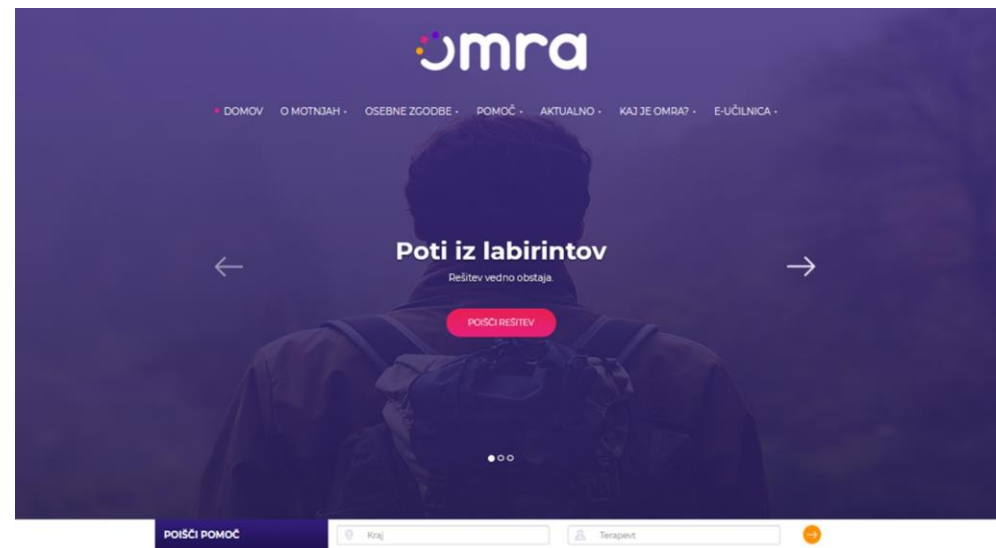 omra
DOMOV O MOTNJAH OSEBNE ZGODBE POMOČ AKTUALNO KAJ JE OMRA? E-UČILNICA
Poti iz labirintov
Rešitev vedno obstaja.
POIŠČI REŠITEV
POIŠČI POMOČ Kraj Terapevt